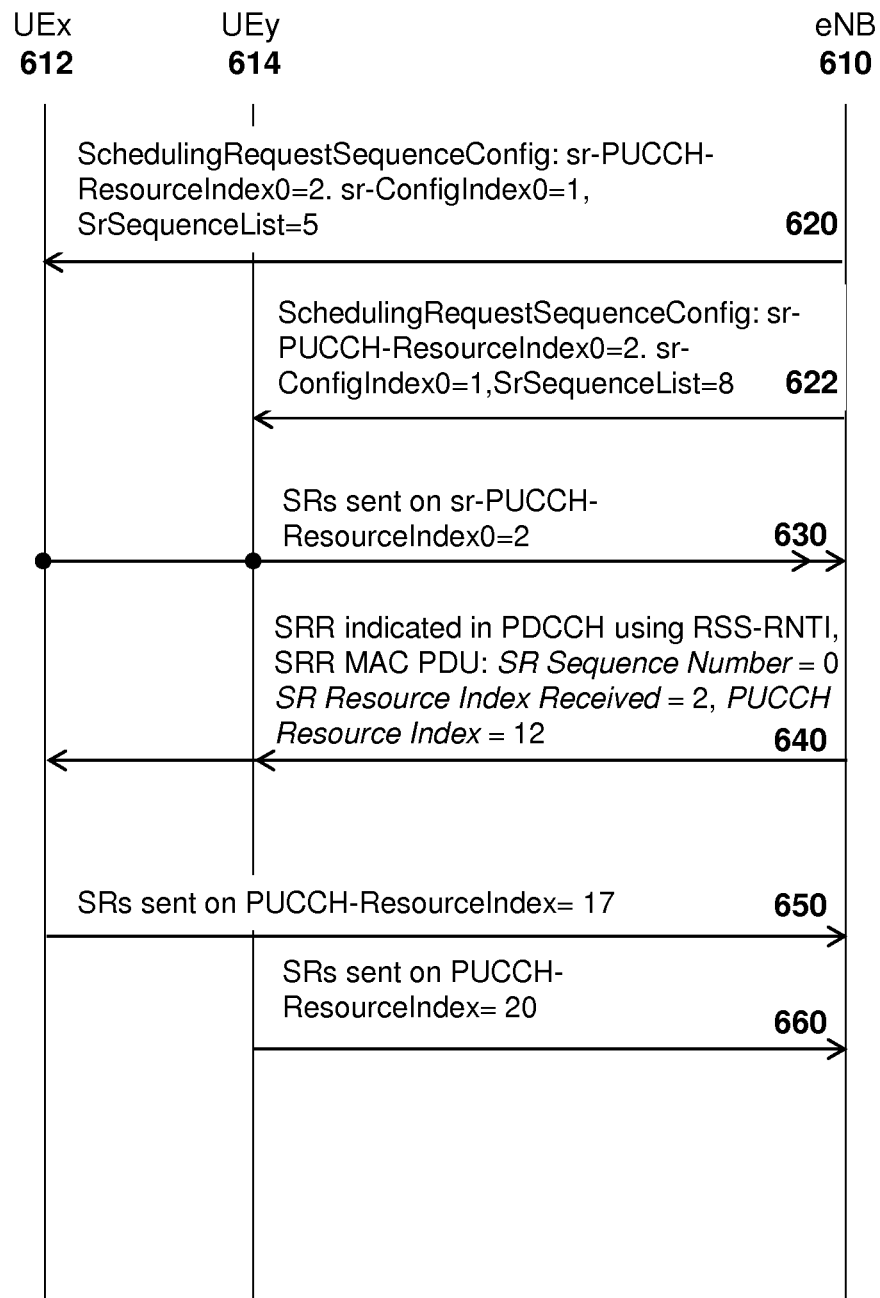 UEx UEy eNB
612 614 610
SchedulingRequestSequenceConfig: sr-PUCCH-
ResourceIndex0=2. sr-ConfigIndex0=1,
SrSequenceList=5 620
SchedulingRequestSequenceConfig: sr-
PUCCH-ResourceIndex0=2. sr-
ConfigIndex0=1,SrSequenceList=8 622
SRs sent on sr-PUCCH-
ResourceIndex0=2 630
SRR indicated in PDCCH using RSS-RNTI,
SRR MAC PDU: SR Sequence Number = 0
SR Resource Index Received = 2, PUCCH
Resource Index = 12 640
SRs sent on PUCCH-ResourceIndex= 17 650
SRs sent on PUCCH-
ResourceIndex= 20 660